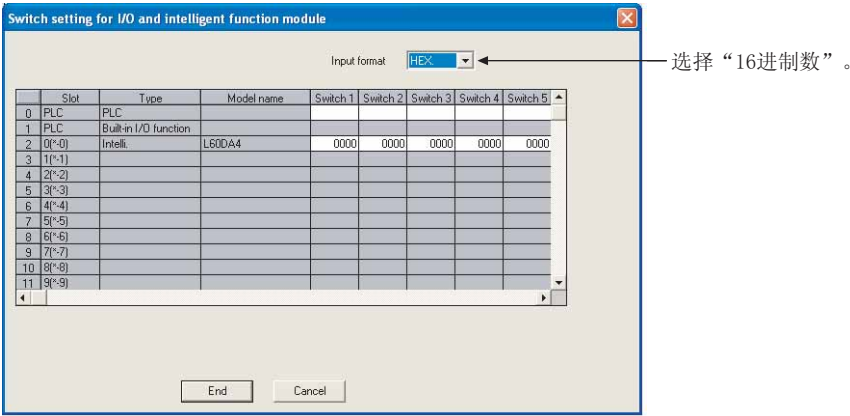 Switch setting for I/O and intelligent function module
Input format HEX. 选择“16进制数”。
Slot Type Model name Switch 1 Switch 2 Switch 3 Switch 4 Switch 5
0 PLC PLC
1 PLC Built-in I/O function
2 0(*-0) Intelli. L60DA4 0000 0000 0000 0000 0000
3 1(*-1)
4 2(*-2)
5 3(*-3)
6 4(*-4)
7 5(*-5)
8 6(*-6)
9 7(*-7)
10 8(*-8)
11 9(*-9)
End Cancel